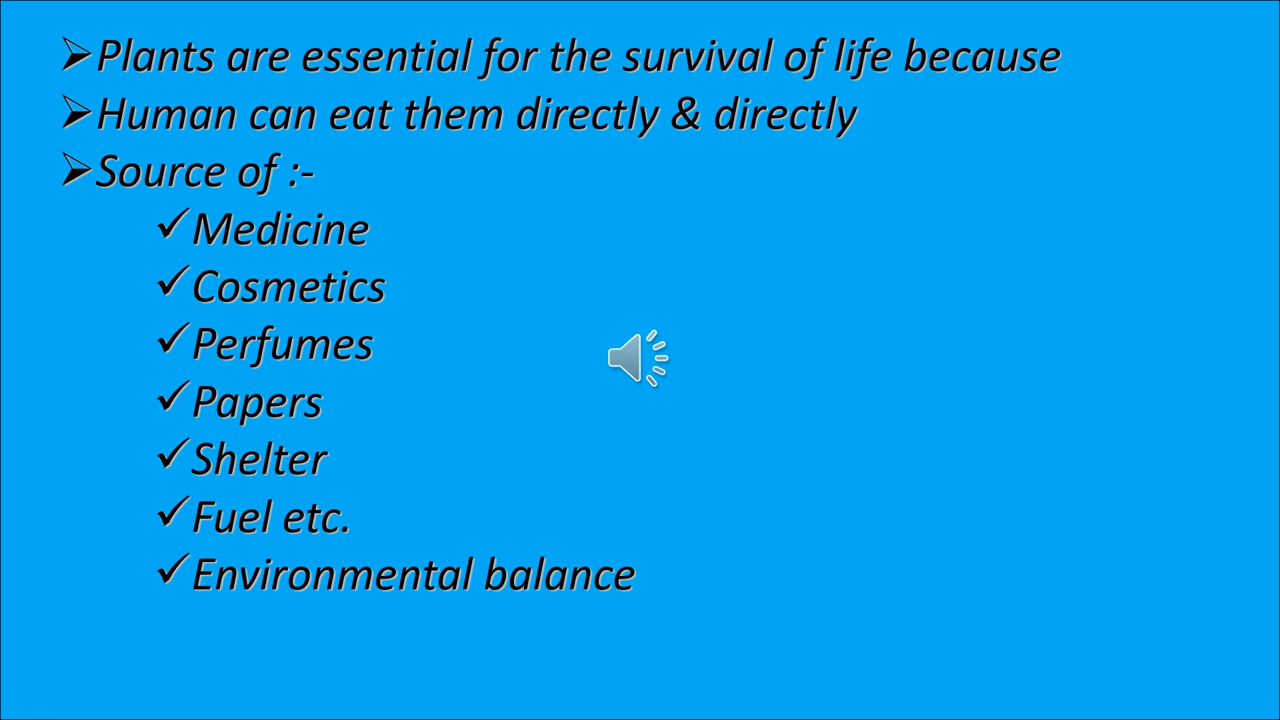 ➢Plants are essential for the survival of life because
➢Human can eat them directly & directly
➢Source of :-
✓Medicine
✓Cosmetics
✓Perfumes
✓Papers
✓Shelter
✓Fuel etc.
✓Environmental balance